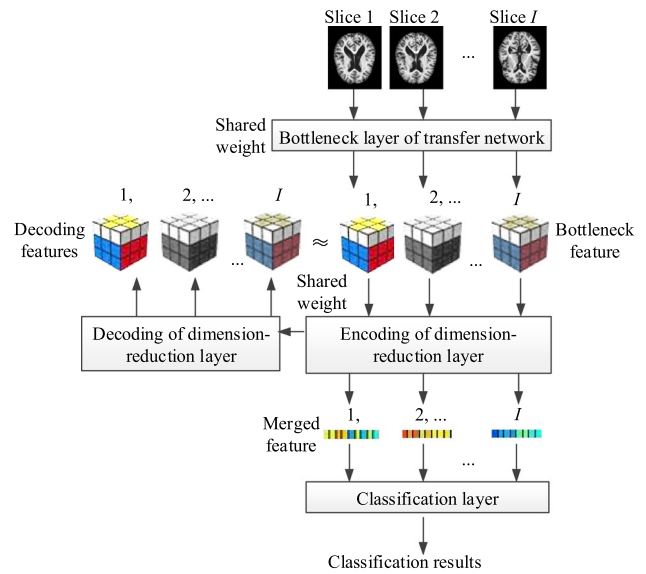 Slice 1 Slice 2 Slice I
...
Shared
weight
Bottleneck layer of transfer network
1, 2, ... I 1, 2, ... I
Decoding
features
...
≈
...
Bottleneck
feature
Shared
weight
Decoding of dimension-
reduction layer
Encoding of dimension-
reduction layer
1, 2, ... I
Merged
feature
...
Classification layer
Classification results